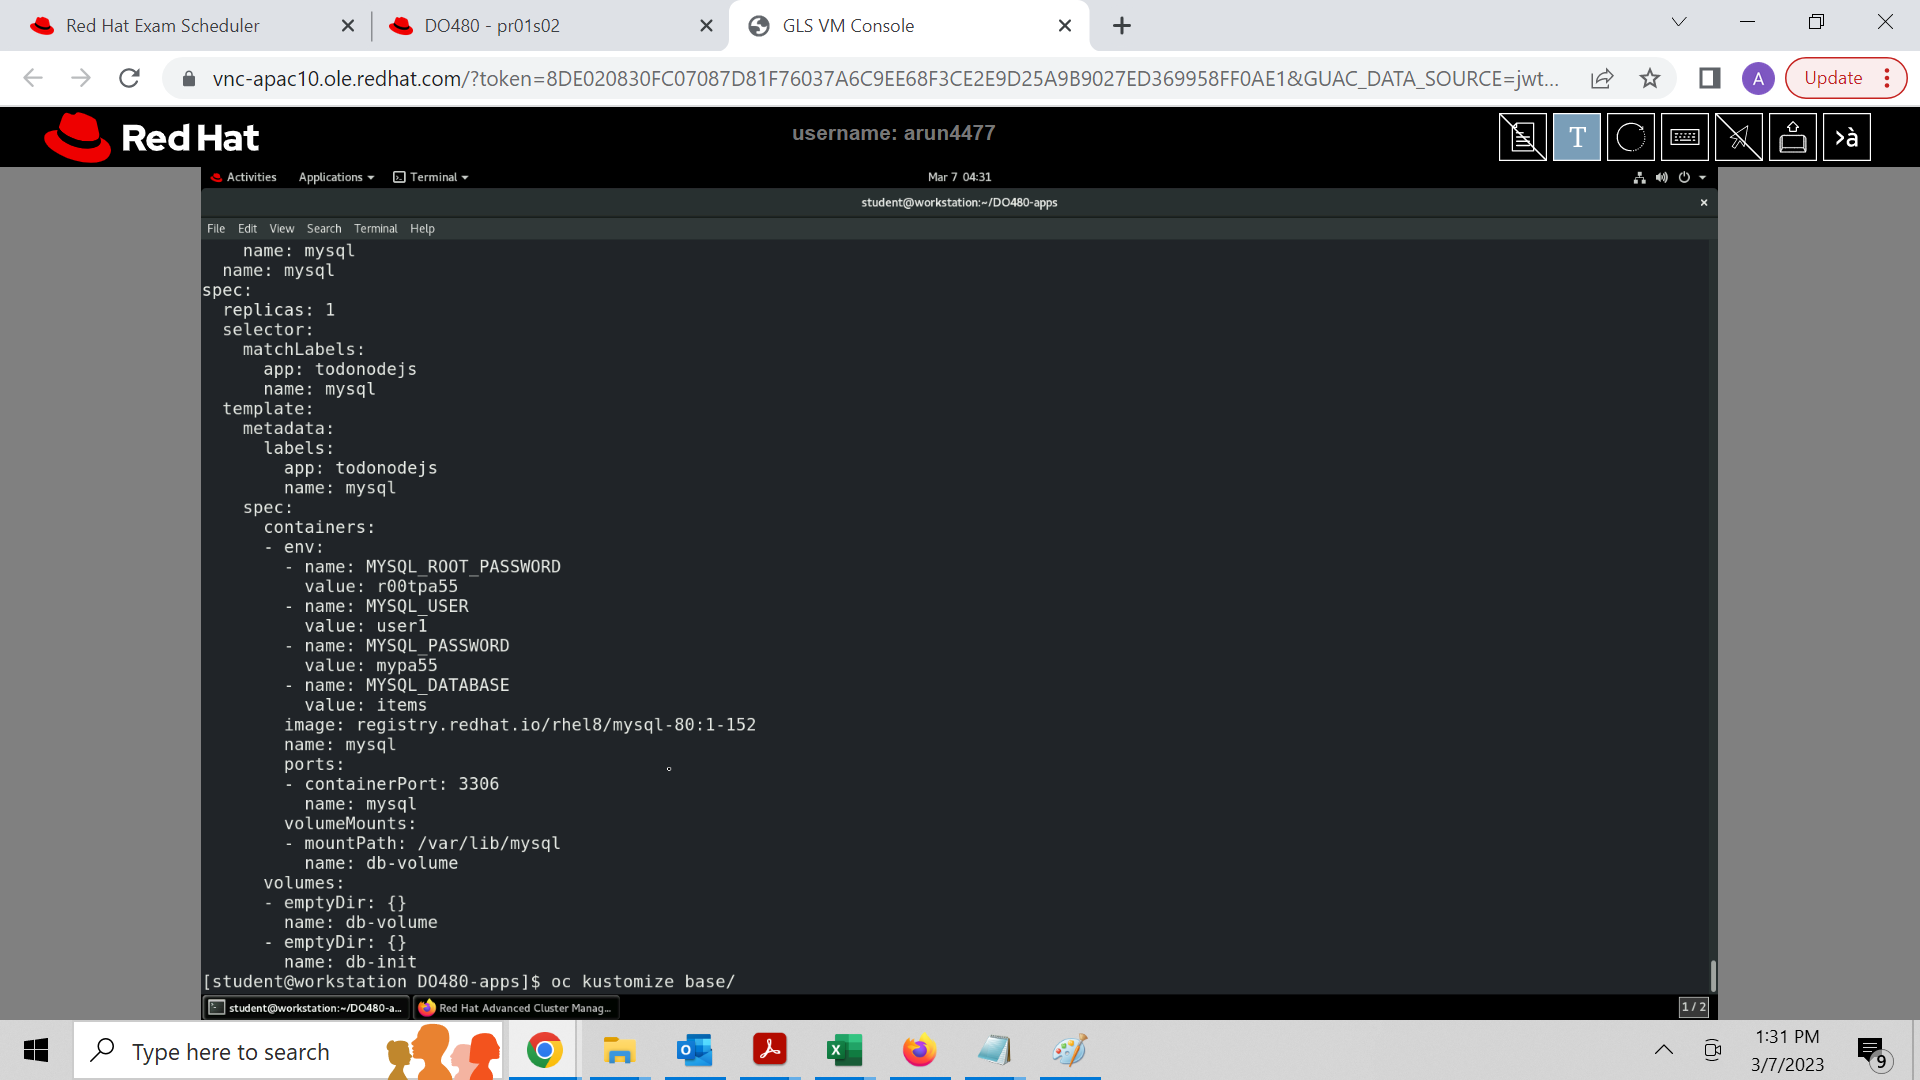 Red Hat Exam Scheduler
DO480 - pr01s02
GLS VM Console
vnc-apac10.ole.redhat.com/?token=8DE020830FC07087D81F76037A6C9EE68F3CE2E9D25A9B9027ED369958FF0AE1&GUAC_DATA_SOURCE=jwt...
A
Update
Red Hat
username: arun4477
T
>à
Activities
Applications
Terminal
Mar 7 04:31
student@workstation:~/DO480-apps
File Edit View Search Terminal Help
    name: mysql
  name: mysql
spec:
  replicas: 1
  selector:
    matchLabels:
      app: todonodejs
      name: mysql
  template:
    metadata:
      labels:
        app: todonodejs
        name: mysql
    spec:
      containers:
      - env:
        - name: MYSQL_ROOT_PASSWORD
          value: r00tpa55
        - name: MYSQL_USER
          value: user1
        - name: MYSQL_PASSWORD
          value: mypa55
        - name: MYSQL_DATABASE
          value: items
        image: registry.redhat.io/rhel8/mysql-80:1-152
        name: mysql
        ports:
        - containerPort: 3306
          name: mysql
        volumeMounts:
        - mountPath: /var/lib/mysql
          name: db-volume
      volumes:
      - emptyDir: {}
        name: db-volume
      - emptyDir: {}
        name: db-init
[student@workstation DO480-apps]$ oc kustomize base/
student@workstation:~/DO480-a...
Red Hat Advanced Cluster Manag...
1 / 2
Type here to search
1:31 PM
3/7/2023
9